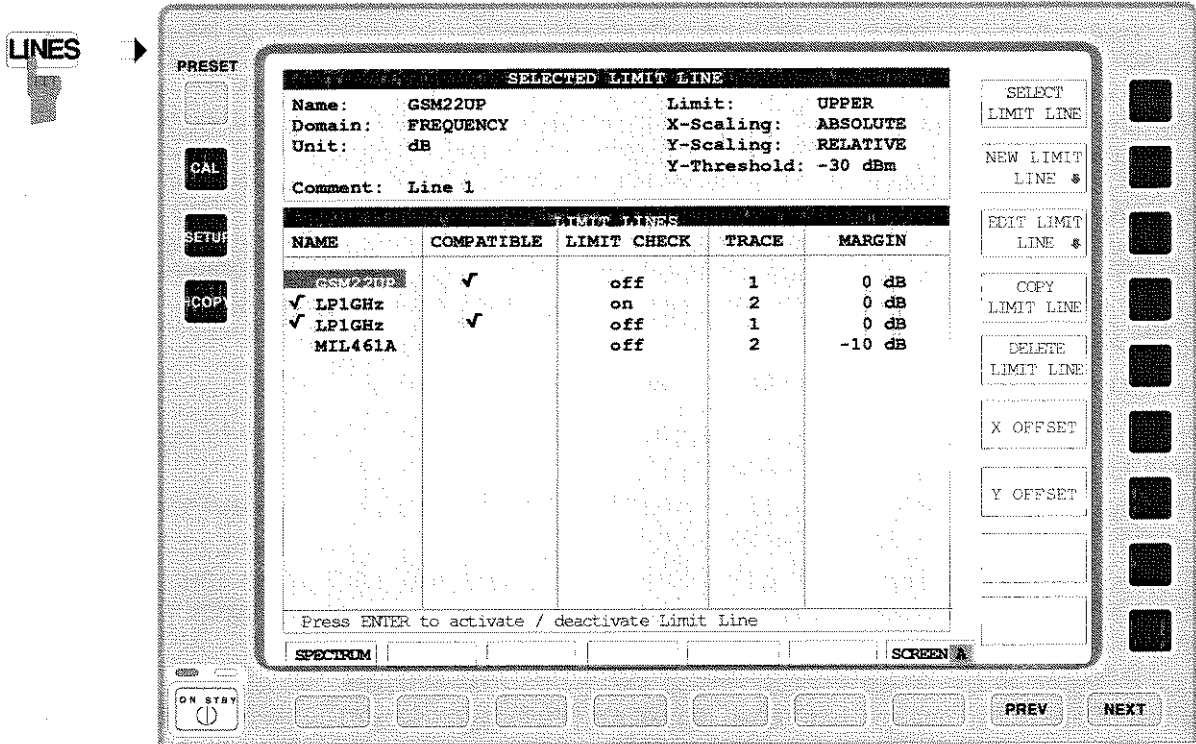 LINES
PRESET
CAL
SETUP
HCOPY
SELECTED LIMIT LINE
Name: GSM22UP Limit: UPPER
Domain: FREQUENCY X-Scaling: ABSOLUTE
Unit: dB Y-Scaling: RELATIVE
Y-Threshold: -30 dBm
Comment: Line 1
LIMIT LINES
NAME COMPATIBLE LIMIT CHECK TRACE MARGIN
GSM22UP √ off 1 0 dB
√ LP1GHz on 2 0 dB
√ LP1GHz √ off 1 0 dB
MIL461A off 2 -10 dB
Press ENTER to activate / deactivate Limit Line
SPECTRUM SCREEN A
SELECT
LIMIT LINE
NEW LIMIT
LINE ⇓
EDIT LIMIT
LINE ⇓
COPY
LIMIT LINE
DELETE
LIMIT LINE
X OFFSET
Y OFFSET
ON STBY
PREV NEXT